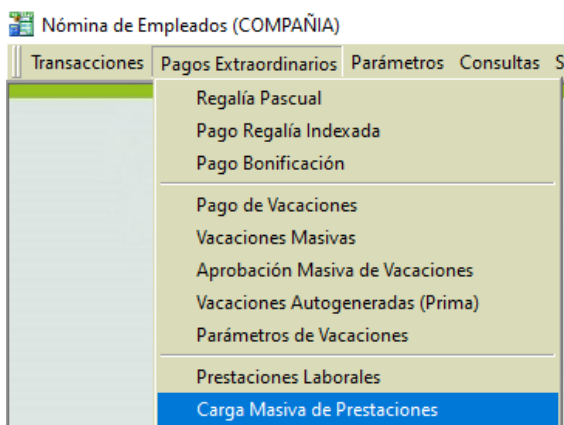 Nómina de Empleados (COMPAÑIA)
Transacciones Pagos Extraordinarios Parámetros Consultas S
Regalía Pascual
Pago Regalía Indexada
Pago Bonificación
Pago de Vacaciones
Vacaciones Masivas
Aprobación Masiva de Vacaciones
Vacaciones Autogeneradas (Prima)
Parámetros de Vacaciones
Prestaciones Laborales
Carga Masiva de Prestaciones